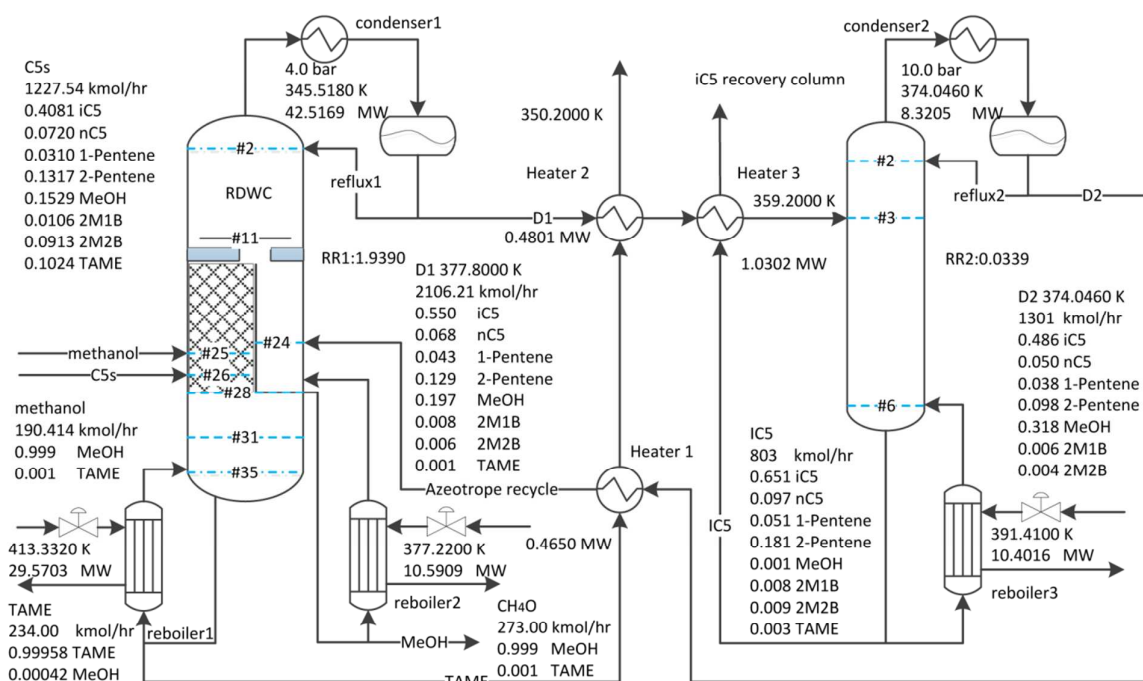 condenser1
C5s
1227.54 kmol/hr
0.4081 iC5
0.0720 nC5
0.0310 1-Pentene
0.1317 2-Pentene
0.1529 MeOH
0.0106 2M1B
0.0913 2M2B
0.1024 TAME
4.0 bar
345.5180 K
42.5169 MW
#2
reflux1
RDWC
#11
RR1:1.9390
#24
#25
#26
#28
#31
#35
methanol
C5s
methanol
190.414 kmol/hr
0.999 MeOH
0.001 TAME
413.3320 K
29.5703 MW
TAME
234.00 kmol/hr
0.99958 TAME
0.00042 MeOH
reboiler1
D1 377.8000 K
2106.21 kmol/hr
0.550 iC5
0.068 nC5
0.043 1-Pentene
0.129 2-Pentene
0.197 MeOH
0.008 2M1B
0.006 2M2B
0.001 TAME
Azeotrope recycle
377.2200 K
10.5909 MW
reboiler2
0.4650 MW
MeOH
CH4O
273.00 kmol/hr
0.999 MeOH
0.001 TAME
TAME
350.2000 K
Heater 2
D1
0.4801 MW
Heater 1
iC5 recovery column
Heater 3
359.2000 K
1.0302 MW
IC5
IC5
803 kmol/hr
0.651 iC5
0.097 nC5
0.051 1-Pentene
0.181 2-Pentene
0.001 MeOH
0.008 2M1B
0.009 2M2B
0.003 TAME
condenser2
10.0 bar
374.0460 K
8.3205 MW
#2
reflux2
D2
#3
RR2:0.0339
#6
D2 374.0460 K
1301 kmol/hr
0.486 iC5
0.050 nC5
0.038 1-Pentene
0.098 2-Pentene
0.318 MeOH
0.006 2M1B
0.004 2M2B
391.4100 K
10.4016 MW
reboiler3